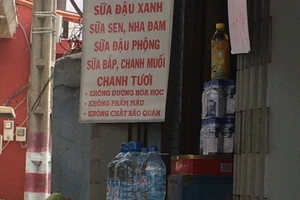 SỮA ĐẬU XANH
SỮA SEN, NHA ĐAM
SỮA ĐẬU PHỘNG
SỮA BẮP, CHANH MUỐI
CHANH TƯƠI
• KHÔNG ĐƯỜNG HÓA HỌC
• KHÔNG PHẨM MÀU
• KHÔNG CHẤT BẢO QUẢN